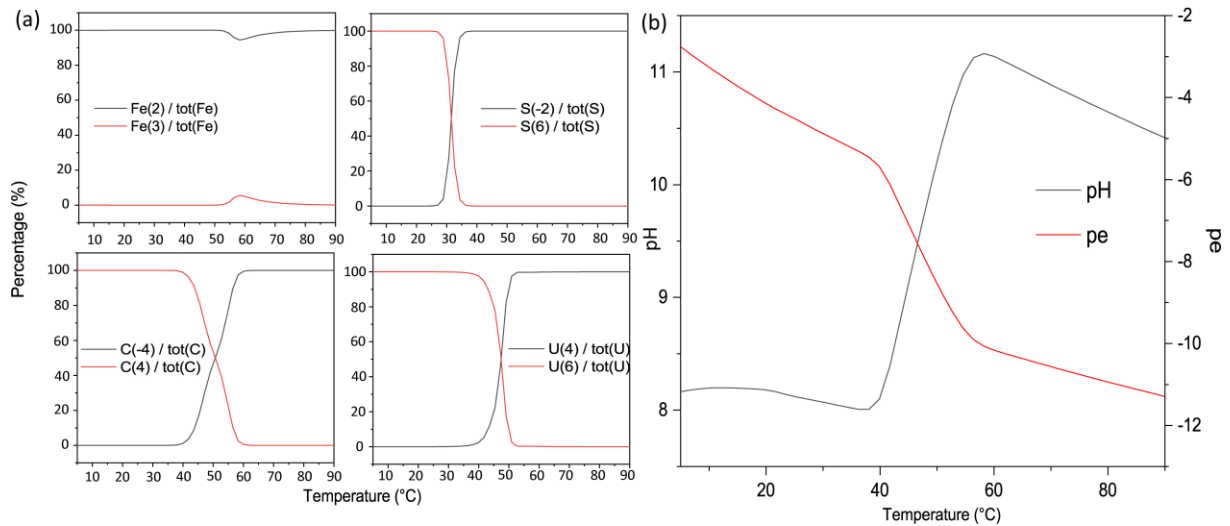 (a)
Percentage (%)
100
80
60
40
20
0
Fe(2) / tot(Fe)
Fe(3) / tot(Fe)
10 20 30 40 50 60 70 80 90
100
80
60
40
20
0
S(-2) / tot(S)
S(6) / tot(S)
10 20 30 40 50 60 70 80 90
100
80
60
40
20
0
C(-4) / tot(C)
C(4) / tot(C)
10 20 30 40 50 60 70 80 90
100
80
60
40
20
0
U(4) / tot(U)
U(6) / tot(U)
10 20 30 40 50 60 70 80 90
Temperature (°C)
(b)
pH
11
10
9
8
pH
pe
-2
-4
-6
-8
-10
-12
pe
20 40 60 80
Temperature (°C)